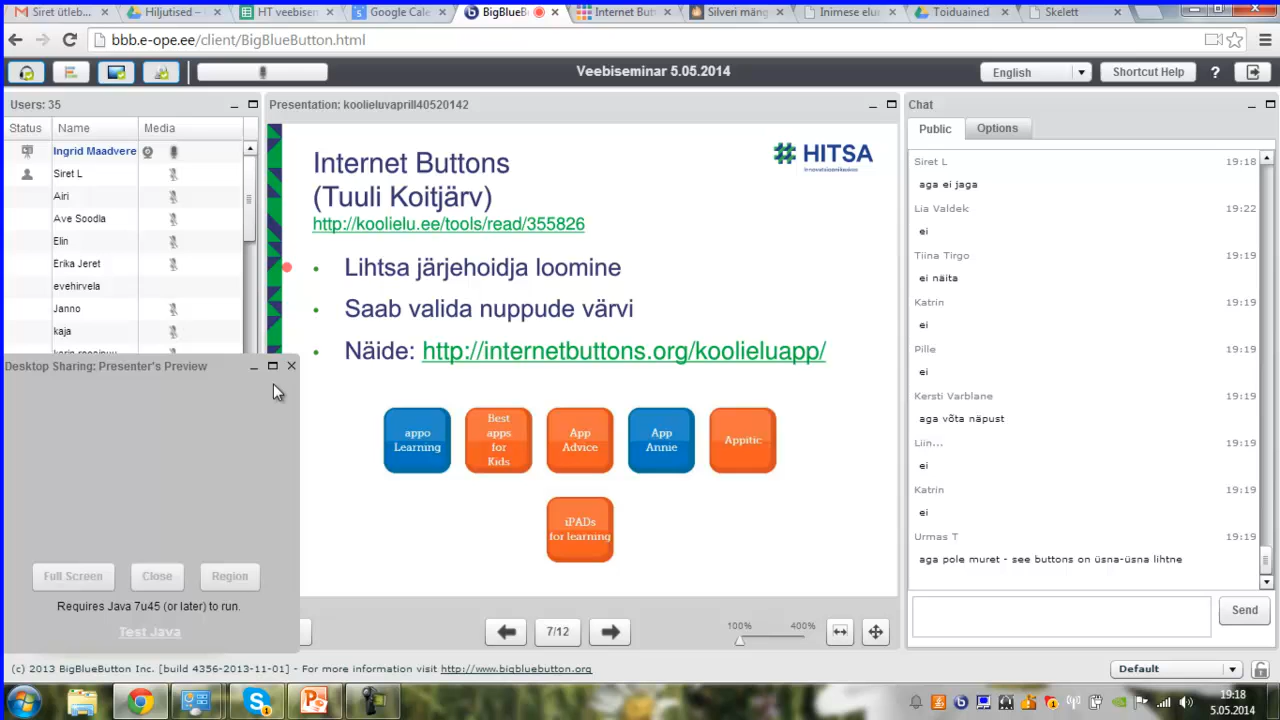 Siret ütleb
Hiljutised –
HT veebisem
Google Cale
BigBlueB
Internet But
Silveri mäng
Inimese elur
Toiduained
Skelett
bbb.e-ope.ee/client/BigBlueButton.html
Veebiseminar 5.05.2014
English
Shortcut Help
?
Users: 35
Status Name Media
Ingrid Maadvere
Siret L
Airi
Ave Soodla
Elin
Erika Jeret
evehirvela
Janno
kaja
Desktop Sharing: Presenter's Preview
Full Screen Close Region
Requires Java 7u45 (or later) to run.
Test Java
Presentation: koolieluvaprill40520142
HITSA
Internet Buttons
(Tuuli Koitjärv)
http://koolielu.ee/tools/read/355826
• Lihtsa järjehoidja loomine
• Saab valida nuppude värvi
• Näide: http://internetbuttons.org/koolieluapp/
appo
Learning
Best
apps
for
Kids
App
Advice
App
Annie
Appitic
iPADs
for learning
7/12
100% 400%
Chat
Public Options
Siret L 19:18
aga ei jaga
Lia Valdek 19:22
ei
Tiina Tirgo 19:19
ei näita
Katrin 19:19
ei
Pille 19:19
ei
Kersti Varblane 19:19
aga võta näpust
Liin... 19:19
ei
Katrin 19:19
ei
Urmas T 19:19
aga pole muret - see buttons on üsna-üsna lihtne
Send
(c) 2013 BigBlueButton Inc. [build 4356-2013-11-01] - For more information visit http://www.bigbluebutton.org
Default
19:18
5.05.2014